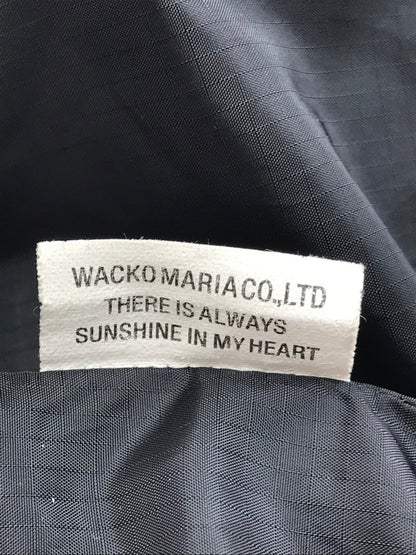 WACKO MARIA CO.,LTD
THERE IS ALWAYS
SUNSHINE IN MY HEART